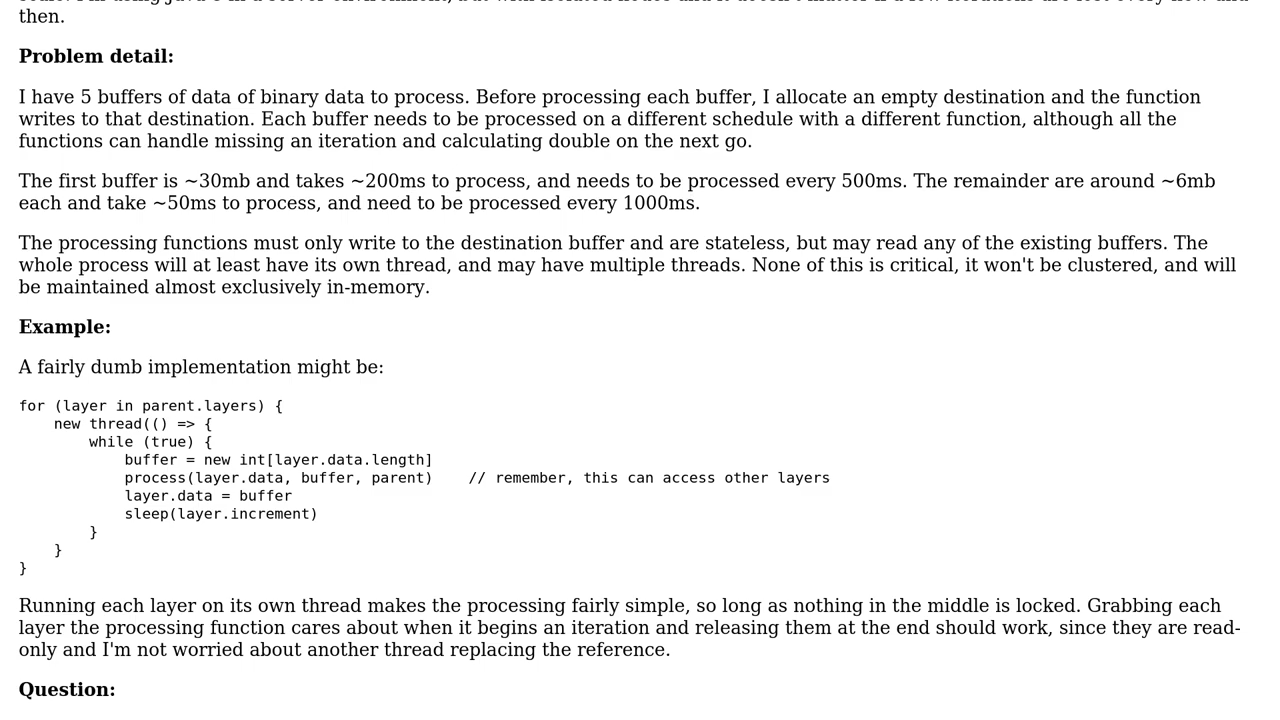 then.
Problem detail:
I have 5 buffers of data of binary data to process. Before processing each buffer, I allocate an empty destination and the function
writes to that destination. Each buffer needs to be processed on a different schedule with a different function, although all the
functions can handle missing an iteration and calculating double on the next go.
The first buffer is ~30mb and takes ~200ms to process, and needs to be processed every 500ms. The remainder are around ~6mb
each and take ~50ms to process, and need to be processed every 1000ms.
The processing functions must only write to the destination buffer and are stateless, but may read any of the existing buffers. The
whole process will at least have its own thread, and may have multiple threads. None of this is critical, it won't be clustered, and will
be maintained almost exclusively in-memory.
Example:
A fairly dumb implementation might be:
for (layer in parent.layers) {
    new thread(() => {
        while (true) {
            buffer = new int[layer.data.length]
            process(layer.data, buffer, parent)    // remember, this can access other layers
            layer.data = buffer
            sleep(layer.increment)
        }
    }
}
Running each layer on its own thread makes the processing fairly simple, so long as nothing in the middle is locked. Grabbing each
layer the processing function cares about when it begins an iteration and releasing them at the end should work, since they are read-
only and I'm not worried about another thread replacing the reference.
Question: